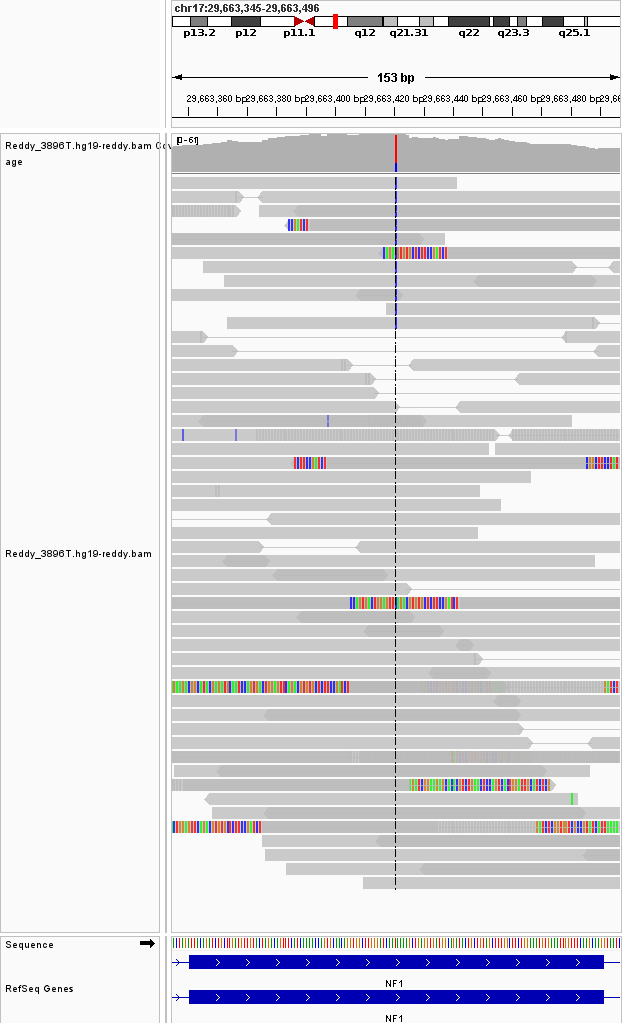 chr17:29,663,345-29,663,496
p13.2 p12 p11.1 q12 q21.31 q22 q23.3 q25.1
153 bp
29,663,360 bp 29,663,380 bp 29,663,400 bp 29,663,420 bp 29,663,440 bp 29,663,460 bp 29,663,480 bp 29,66
Reddy_3896T.hg19-reddy.bam Cov
age
[0-61]
Reddy_3896T.hg19-reddy.bam
Sequence
NF1
RefSeq Genes
NF1